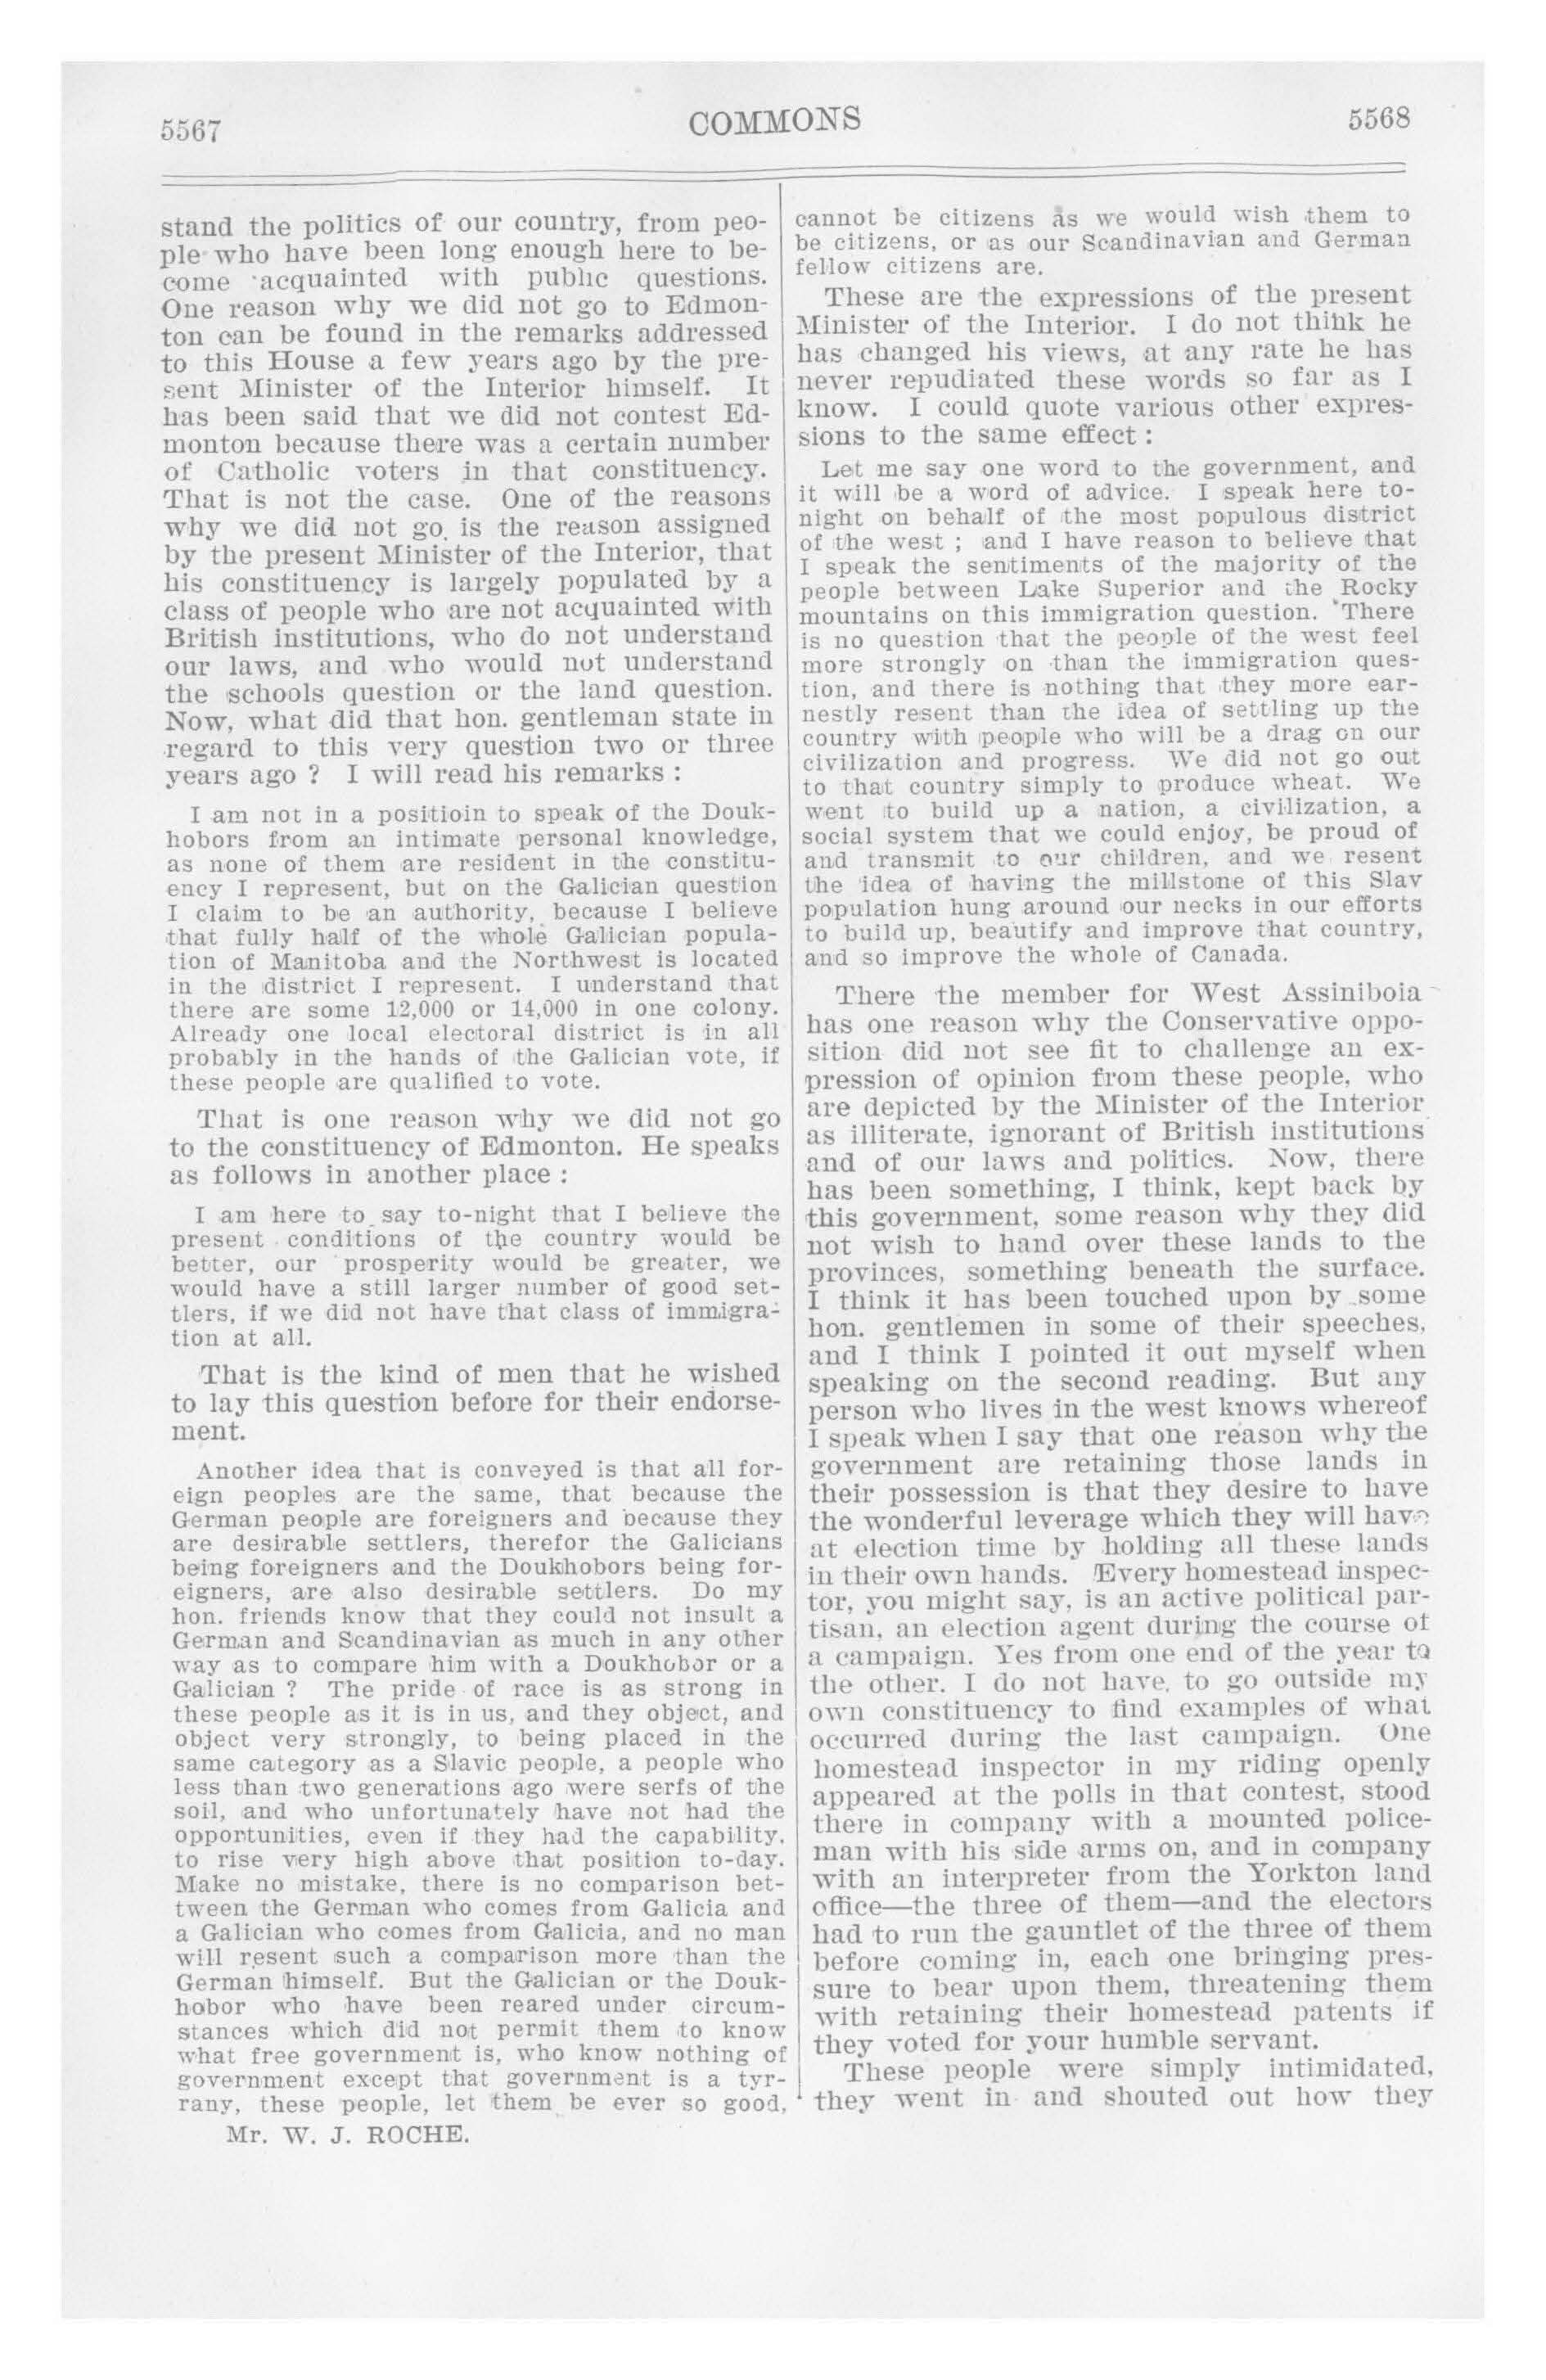 5567
COMMONS
5568
stand the politics of our country, from peo-
ple who have been long enough here to be-
come acquainted with public questions.
One reason why we did not go to Edmon-
ton can be found in the remarks addressed
to this House a few years ago by the pre-
sent Minister of the Interior himself. It
has been said that we did not contest Ed-
monton because there was a certain number
of Catholic voters in that constituency.
That is not the case. One of the reasons
why we did not go, is the reason assigned
by the present Minister of the Interior, that
his constituency is largely populated by a
class of people who are not acquainted with
British institutions, who do not understand
our laws, and who would not understand
the schools question or the land question.
Now, what did that hon. gentleman state in
regard to this very question two or three
years ago ? I will read his remarks :
I am not in a positioin to speak of the Douk-
hobors from an intimate personal knowledge,
as none of them are resident in the constitu-
ency I represent, but on the Galician question
I claim to be an authority, because I believe
that fully half of the whole Galician popula-
tion of Manitoba and the Northwest is located
in the district I represent. I understand that
there are some 12,000 or 14,000 in one colony.
Already one local electoral district is in all
probably in the hands of the Galician vote, if
these people are qualified to vote.
That is one reason why we did not go
to the constituency of Edmonton. He speaks
as follows in another place :
I am here to say to-night that I believe the
present conditions of the country would be
better, our prosperity would be greater, we
would have a still larger number of good set-
tlers, if we did not have that class of immigra-
tion at all.
That is the kind of men that he wished
to lay this question before for their endorse-
ment.
Another idea that is conveyed is that all for-
eign peoples are the same, that because the
German people are foreigners and because they
are desirable settlers, therefor the Galicians
being foreigners and the Doukhobors being for-
eigners, are also desirable settlers. Do my
hon. friends know that they could not insult a
German and Scandinavian as much in any other
way as to compare him with a Doukhobor or a
Galician ? The pride of race is as strong in
these people as it is in us, and they object, and
object very strongly, to being placed in the
same category as a Slavic people, a people who
less than two generations ago were serfs of the
soil, and who unfortunately have not had the
opportunities, even if they had the capability,
to rise very high above that position to-day.
Make no mistake, there is no comparison bet-
tween the German who comes from Galicia and
a Galician who comes from Galicia, and no man
will resent such a comparison more than the
German himself. But the Galician or the Douk-
hobor who have been reared under circum-
stances which did not permit them to know
what free government is, who know nothing of
government except that government is a tyr-
rany, these people, let them be ever so good,
Mr. W. J. ROCHE.
cannot be citizens as we would wish them to
be citizens, or as our Scandinavian and German
fellow citizens are.
These are the expressions of the present
Minister of the Interior. I do not think he
has changed his views, at any rate he has
never repudiated these words so far as I
know. I could quote various other expres-
sions to the same effect :
Let me say one word to the government, and
it will be a word of advice. I speak here to-
night on behalf of the most populous district
of the west ; and I have reason to believe that
I speak the sentiments of the majority of the
people between Lake Superior and the Rocky
mountains on this immigration question. There
is no question that the people of the west feel
more strongly on than the immigration ques-
tion, and there is nothing that they more ear-
nestly resent than the idea of settling up the
country with people who will be a drag on our
civilization and progress. We did not go out
to that country simply to produce wheat. We
went to build up a nation, a civilization, a
social system that we could enjoy, be proud of
and transmit to our children, and we resent
the idea of having the millstone of this Slav
population hung around our necks in our efforts
to build up, beautify and improve that country,
and so improve the whole of Canada.
There the member for West Assiniboia
has one reason why the Conservative oppo-
sition did not see fit to challenge an ex-
pression of opinion from these people, who
are depicted by the Minister of the Interior
as illiterate, ignorant of British institutions
and of our laws and politics. Now, there
has been something, I think, kept back by
this government, some reason why they did
not wish to hand over these lands to the
provinces, something beneath the surface.
I think it has been touched upon by some
hon. gentlemen in some of their speeches,
and I think I pointed it out myself when
speaking on the second reading. But any
person who lives in the west knows whereof
I speak when I say that one reason why the
government are retaining those lands in
their possession is that they desire to have
the wonderful leverage which they will have
at election time by holding all these lands
in their own hands. Every homestead inspec-
tor, you might say, is an active political par-
tisan, an election agent during the course of
a campaign. Yes from one end of the year to
the other. I do not have, to go outside my
own constituency to find examples of what
occurred during the last campaign. One
homestead inspector in my riding openly
appeared at the polls in that contest, stood
there in company with a mounted police-
man with his side arms on, and in company
with an interpreter from the Yorkton land
office—the three of them—and the electors
had to run the gauntlet of the three of them
before coming in, each one bringing pres-
sure to bear upon them, threatening them
with retaining their homestead patents if
they voted for your humble servant.
These people were simply intimidated,
they went in and shouted out how they